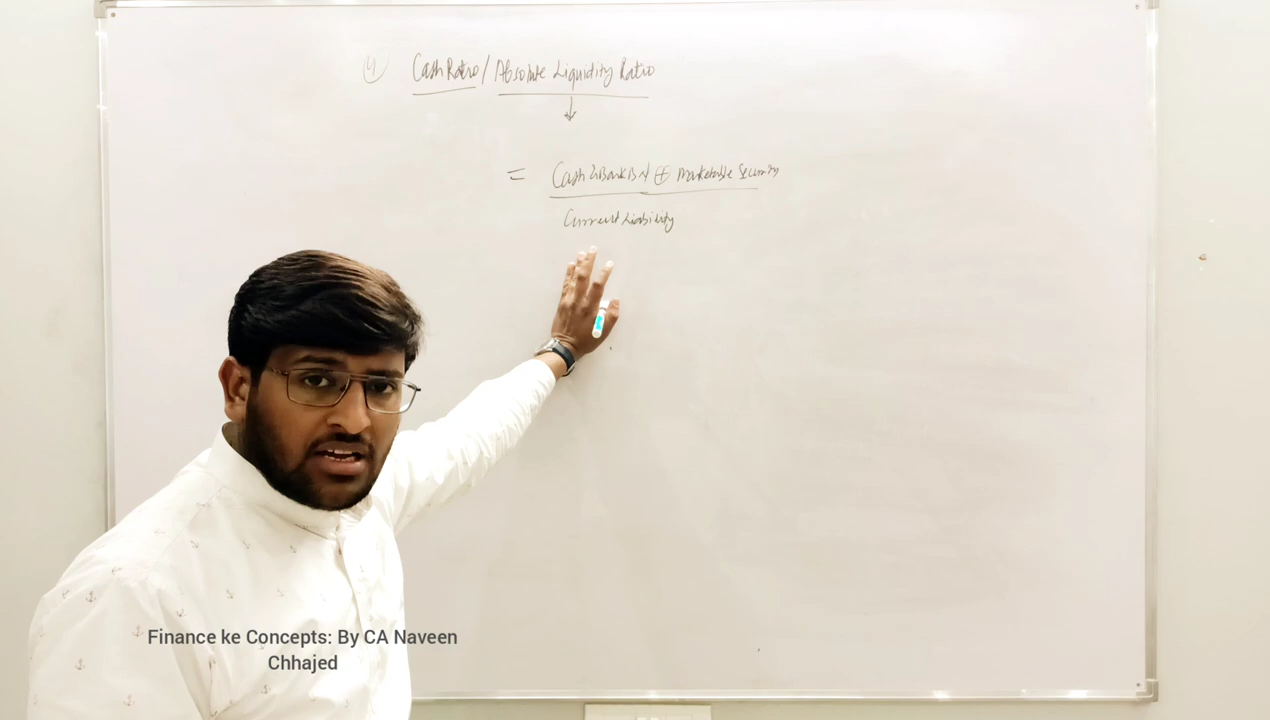 4) Cash Ratio / Absolute Liquidity Ratio
↓
= Cash & Bank Bal ⊕ Marketable Security
Current Liability
Finance ke Concepts: By CA Naveen
Chhajed